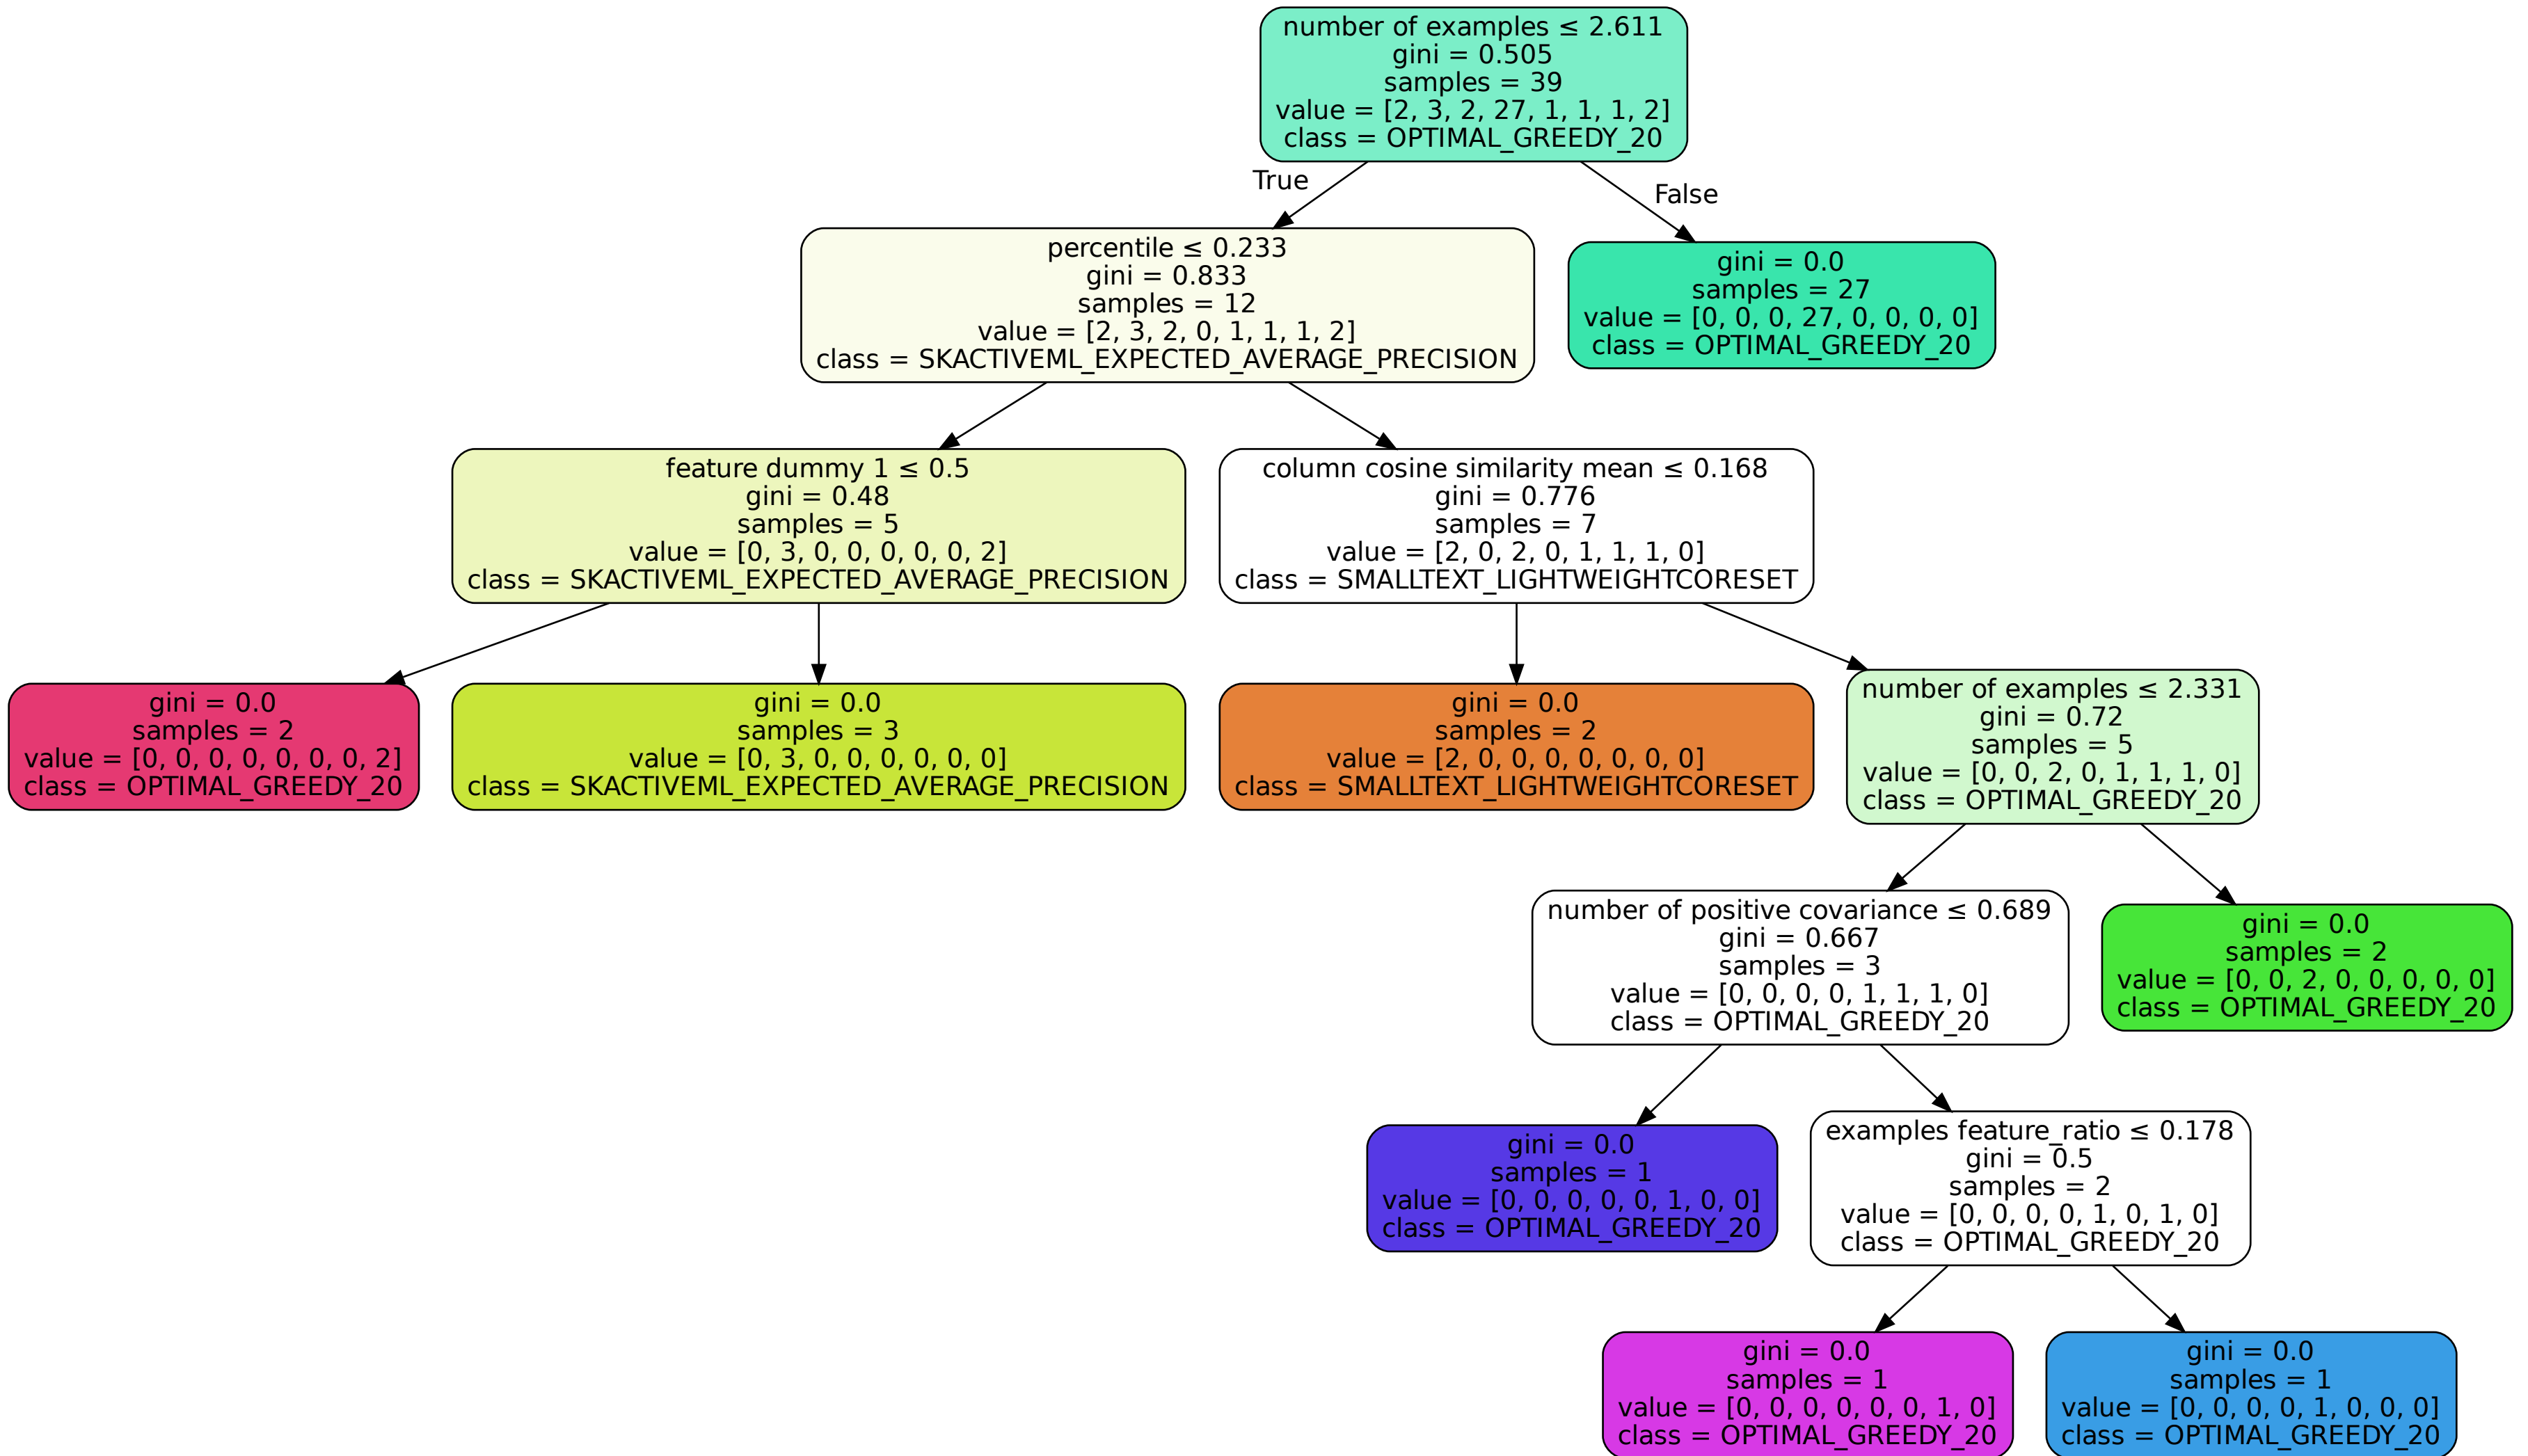 number of examples ≤ 2.611
gini = 0.505
samples = 39
value = [2, 3, 2, 27, 1, 1, 1, 2]
class = OPTIMAL_GREEDY_20
True
False
percentile ≤ 0.233
gini = 0.833
samples = 12
value = [2, 3, 2, 0, 1, 1, 1, 2]
class = SKACTIVEML_EXPECTED_AVERAGE_PRECISION
gini = 0.0
samples = 27
value = [0, 0, 0, 27, 0, 0, 0, 0]
class = OPTIMAL_GREEDY_20
feature dummy 1 ≤ 0.5
gini = 0.48
samples = 5
value = [0, 3, 0, 0, 0, 0, 0, 2]
class = SKACTIVEML_EXPECTED_AVERAGE_PRECISION
column cosine similarity mean ≤ 0.168
gini = 0.776
samples = 7
value = [2, 0, 2, 0, 1, 1, 1, 0]
class = SMALLTEXT_LIGHTWEIGHTCORESET
gini = 0.0
samples = 2
value = [0, 0, 0, 0, 0, 0, 0, 2]
class = OPTIMAL_GREEDY_20
gini = 0.0
samples = 3
value = [0, 3, 0, 0, 0, 0, 0, 0]
class = SKACTIVEML_EXPECTED_AVERAGE_PRECISION
gini = 0.0
samples = 2
value = [2, 0, 0, 0, 0, 0, 0, 0]
class = SMALLTEXT_LIGHTWEIGHTCORESET
number of examples ≤ 2.331
gini = 0.72
samples = 5
value = [0, 0, 2, 0, 1, 1, 1, 0]
class = OPTIMAL_GREEDY_20
number of positive covariance ≤ 0.689
gini = 0.667
samples = 3
value = [0, 0, 0, 0, 1, 1, 1, 0]
class = OPTIMAL_GREEDY_20
gini = 0.0
samples = 2
value = [0, 0, 2, 0, 0, 0, 0, 0]
class = OPTIMAL_GREEDY_20
gini = 0.0
samples = 1
value = [0, 0, 0, 0, 0, 1, 0, 0]
class = OPTIMAL_GREEDY_20
examples feature_ratio ≤ 0.178
gini = 0.5
samples = 2
value = [0, 0, 0, 0, 1, 0, 1, 0]
class = OPTIMAL_GREEDY_20
gini = 0.0
samples = 1
value = [0, 0, 0, 0, 0, 0, 1, 0]
class = OPTIMAL_GREEDY_20
gini = 0.0
samples = 1
value = [0, 0, 0, 0, 1, 0, 0, 0]
class = OPTIMAL_GREEDY_20